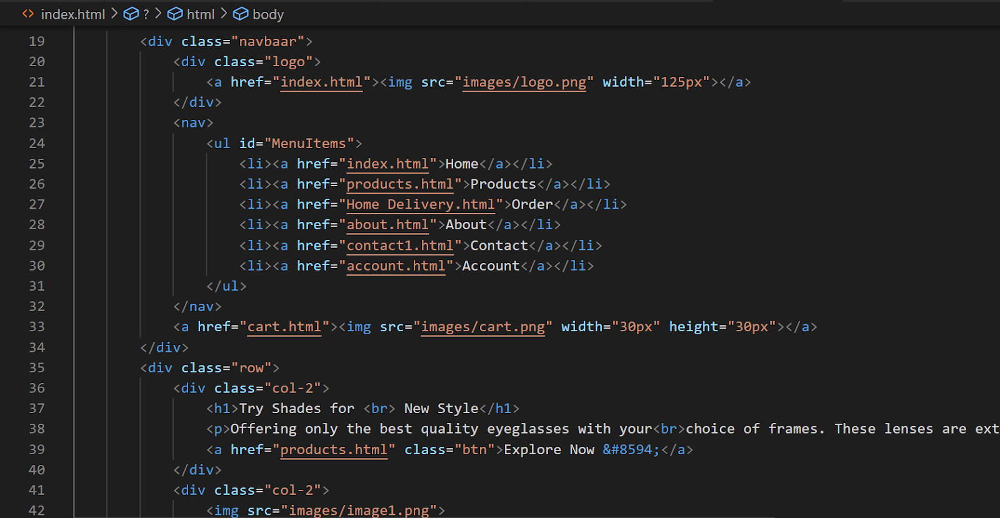 index.html > ? > html > body
19 <div class="navbaar">
20 <div class="logo">
21 <a href="index.html"><img src="images/logo.png" width="125px"></a>
22 </div>
23 <nav>
24 <ul id="MenuItems">
25 <li><a href="index.html">Home</a></li>
26 <li><a href="products.html">Products</a></li>
27 <li><a href="Home Delivery.html">Order</a></li>
28 <li><a href="about.html">About</a></li>
29 <li><a href="contact1.html">Contact</a></li>
30 <li><a href="account.html">Account</a></li>
31 </ul>
32 </nav>
33 <a href="cart.html"><img src="images/cart.png" width="30px" height="30px"></a>
34 </div>
35 <div class="row">
36 <div class="col-2">
37 <h1>Try Shades for <br> New Style</h1>
38 <p>Offering only the best quality eyeglasses with your<br>choice of frames. These lenses are ext
39 <a href="products.html" class="btn">Explore Now &#8594;</a>
40 </div>
41 <div class="col-2">
42 <img src="images/image1.png">